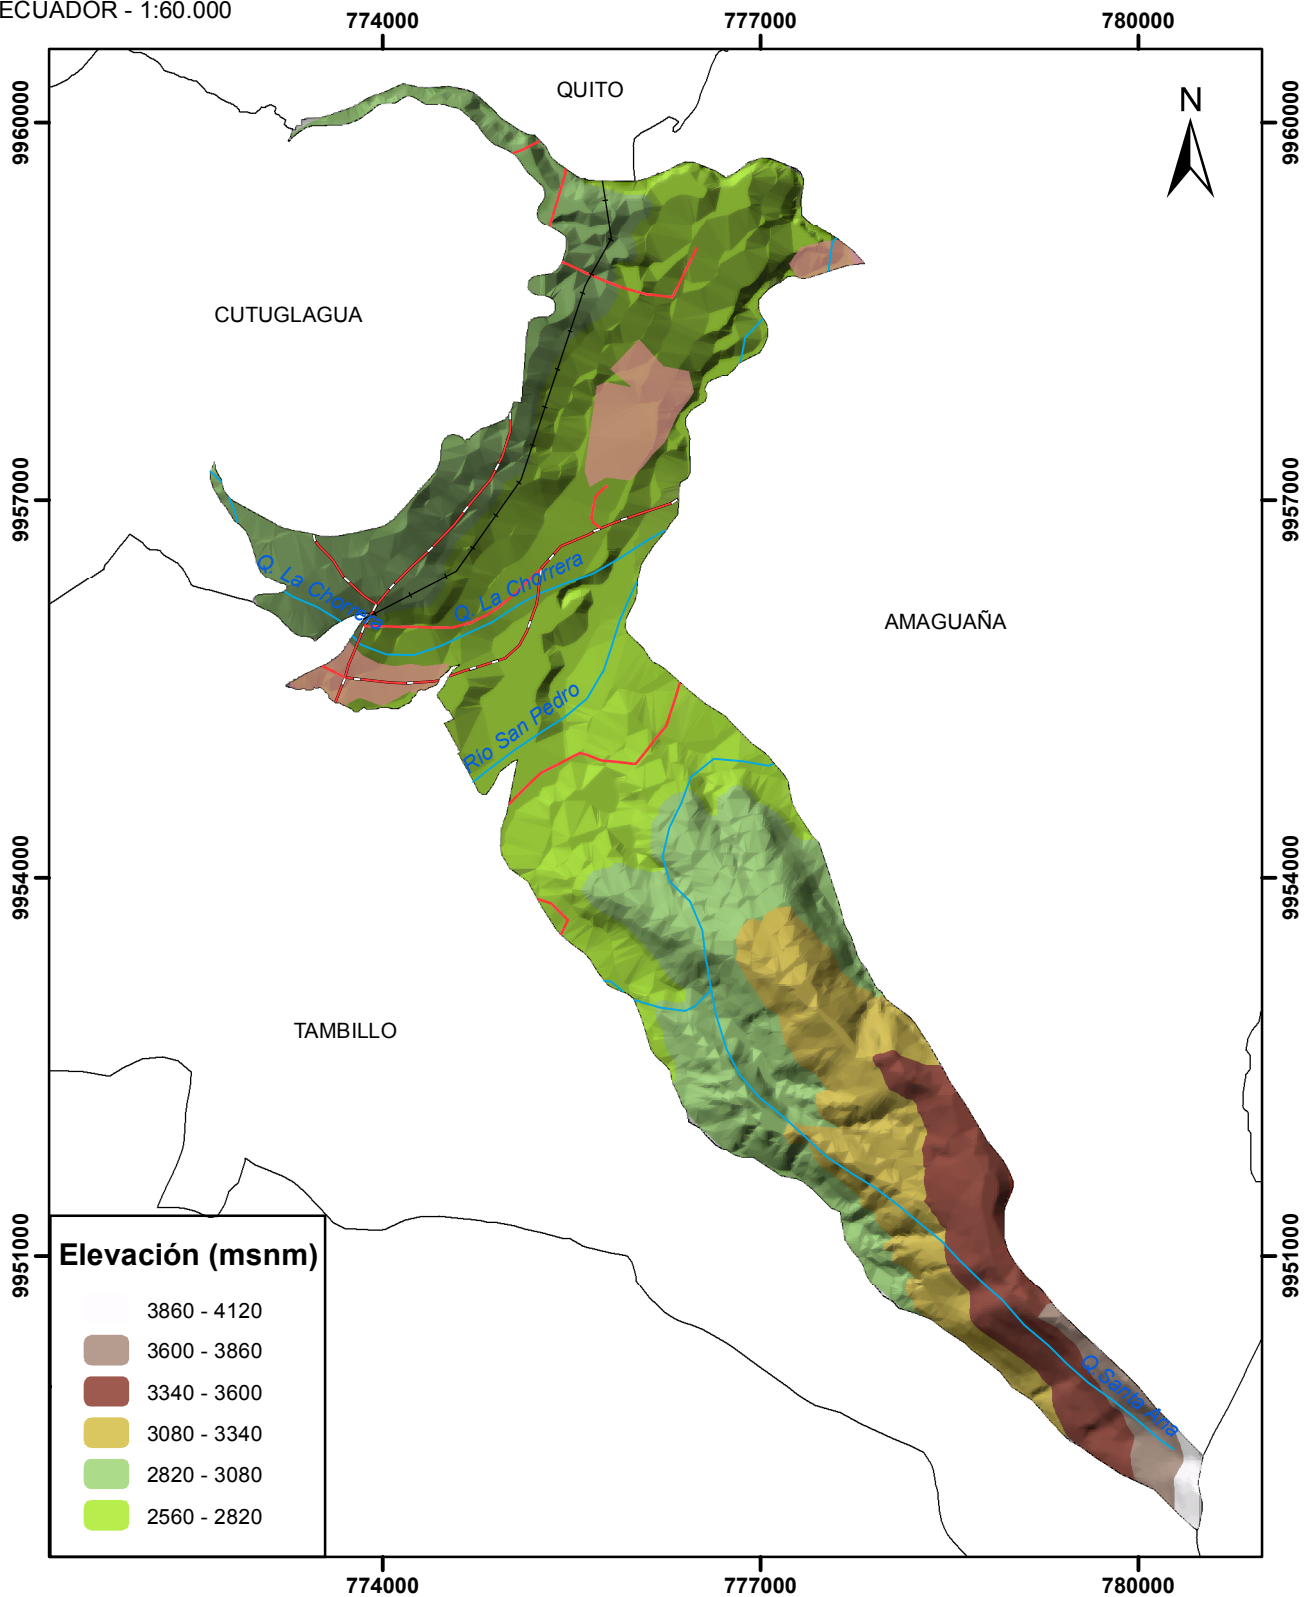 ECUADOR - 1:60.000
774000
777000
780000
QUITO
N
9960000
9960000
CUTUGLAGUA
9957000
9957000
Q. La Chorrera
Q. La Chorrera
AMAGUAÑA
Río San Pedro
9954000
9954000
TAMBILLO
9951000
9951000
Elevación (msnm)
3860 - 4120
3600 - 3860
3340 - 3600
3080 - 3340
2820 - 3080
2560 - 2820
Q Santa Ana
774000
777000
780000